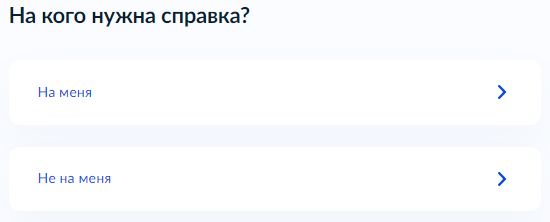 На кого нужна справка?
На меня
Не на меня